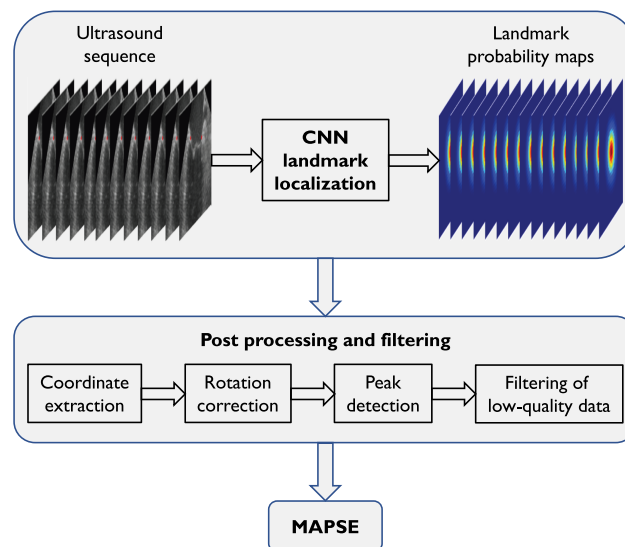 Ultrasound
sequence
Landmark
probability maps
CNN
landmark
localization
Post processing and filtering
Coordinate
extraction
Rotation
correction
Peak
detection
Filtering of
low-quality data
MAPSE